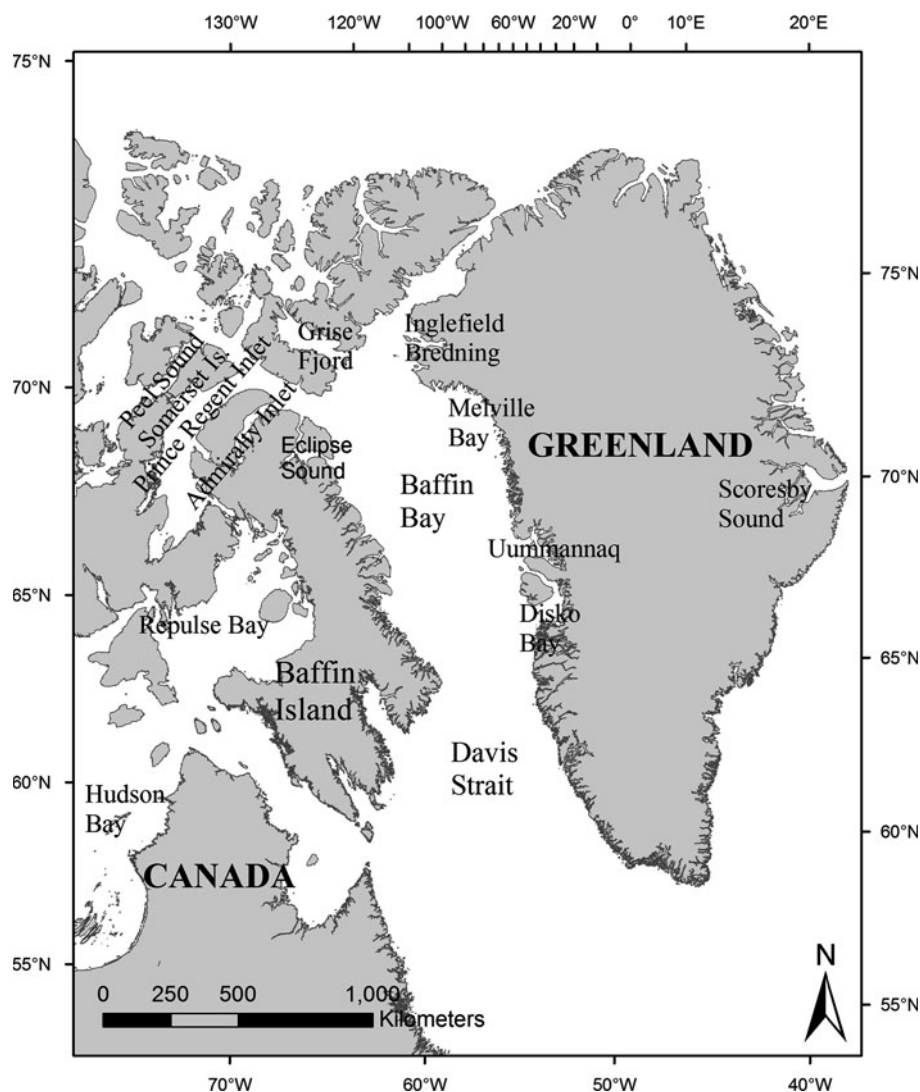 130°W 120°W 100°W 60°W 20°W 0° 10°E 20°E
75°N
75°N
Grise
Fjord
Inglefield
Bredning
Peel Sound
Somerset Is.
Prince Regent Inlet
Admiralty Inlet
70°N
Melville
Bay
Eclipse
Sound
GREENLAND
Baffin
Bay
70°N
Scoresby
Sound
Uummannaq
65°N
Disko
Bay
Repulse Bay
65°N
Baffin
Island
Davis
Strait
60°N
Hudson
Bay
60°N
CANADA
55°N
N
0 250 500 1,000
Kilometers
55°N
70°W 60°W 50°W 40°W